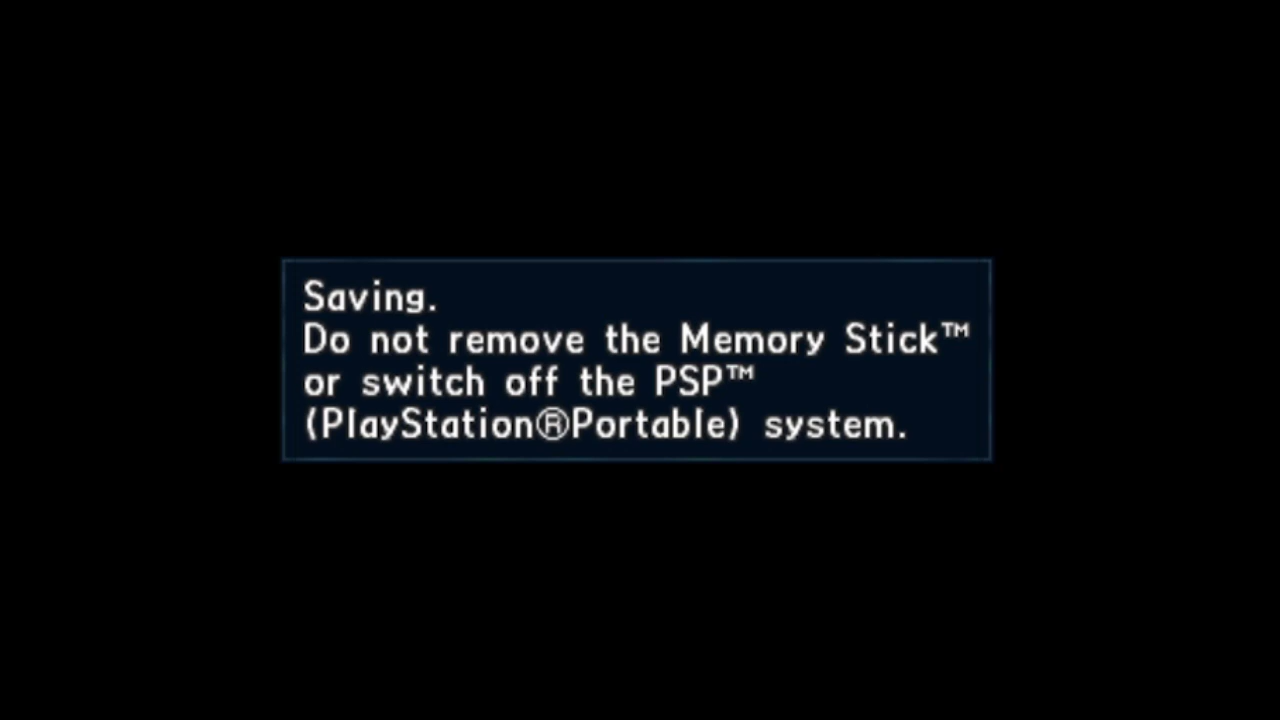 Saving.
Do not remove the Memory Stick™
or switch off the PSP™
(PlayStation®Portable) system.